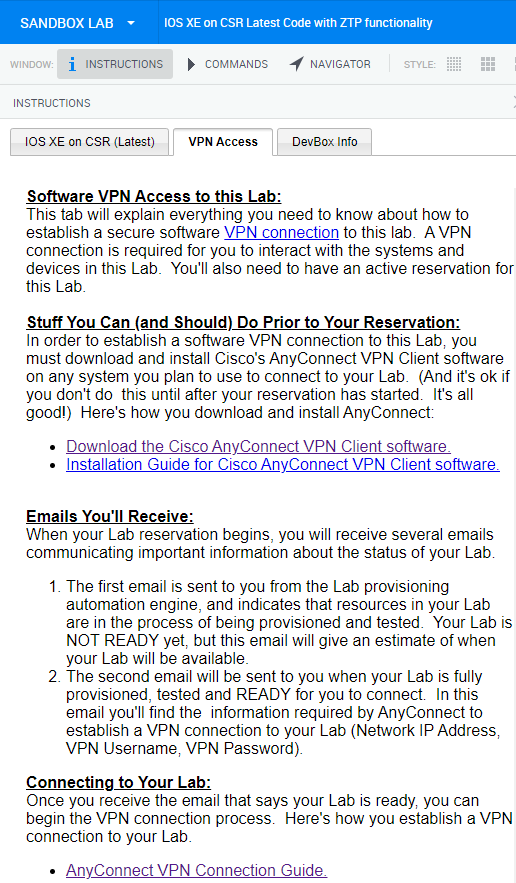 SANDBOX LAB
IOS XE on CSR Latest Code with ZTP functionality
WINDOW: INSTRUCTIONS COMMANDS NAVIGATOR STYLE:
INSTRUCTIONS
IOS XE on CSR (Latest) VPN Access DevBox Info
Software VPN Access to this Lab:
This tab will explain everything you need to know about how to
establish a secure software VPN connection to this lab.  A VPN
connection is required for you to interact with the systems and
devices in this Lab.  You'll also need to have an active reservation for
this Lab.
Stuff You Can (and Should) Do Prior to Your Reservation:
In order to establish a software VPN connection to this Lab, you
must download and install Cisco's AnyConnect VPN Client software
on any system you plan to use to connect to your Lab.  (And it's ok if
you don't do  this until after your reservation has started.  It's all
good!)  Here's how you download and install AnyConnect:
• Download the Cisco AnyConnect VPN Client software.
• Installation Guide for Cisco AnyConnect VPN Client software.
Emails You'll Receive:
When your Lab reservation begins, you will receive several emails
communicating important information about the status of your Lab.
1. The first email is sent to you from the Lab provisioning
automation engine, and indicates that resources in your Lab
are in the process of being provisioned and tested.  Your Lab is
NOT READY yet, but this email will give an estimate of when
your Lab will be available.
2. The second email will be sent to you when your Lab is fully
provisioned, tested and READY for you to connect.  In this
email you'll find the  information required by AnyConnect to
establish a VPN connection to your Lab (Network IP Address,
VPN Username, VPN Password).
Connecting to Your Lab:
Once you receive the email that says your Lab is ready, you can
begin the VPN connection process.  Here's how you establish a VPN
connection to your Lab.
• AnyConnect VPN Connection Guide.